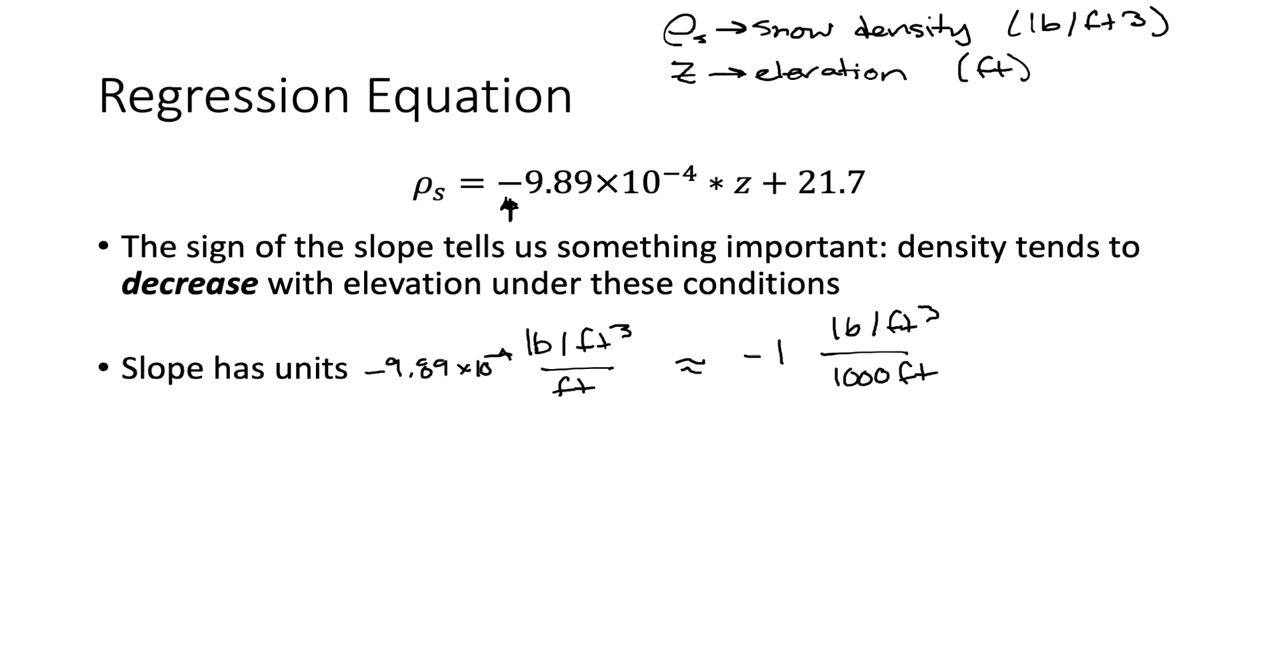 ρₛ → snow density (lb/ft3)
z → elevation (ft)
Regression Equation
ρₛ = −9.89×10⁻⁴ ∗ z + 21.7
• The sign of the slope tells us something important: density tends to
decrease with elevation under these conditions
• Slope has units −9.89×10⁻⁴ lb/ft³ / ft ≈ −1 lb/ft³ / 1000 ft